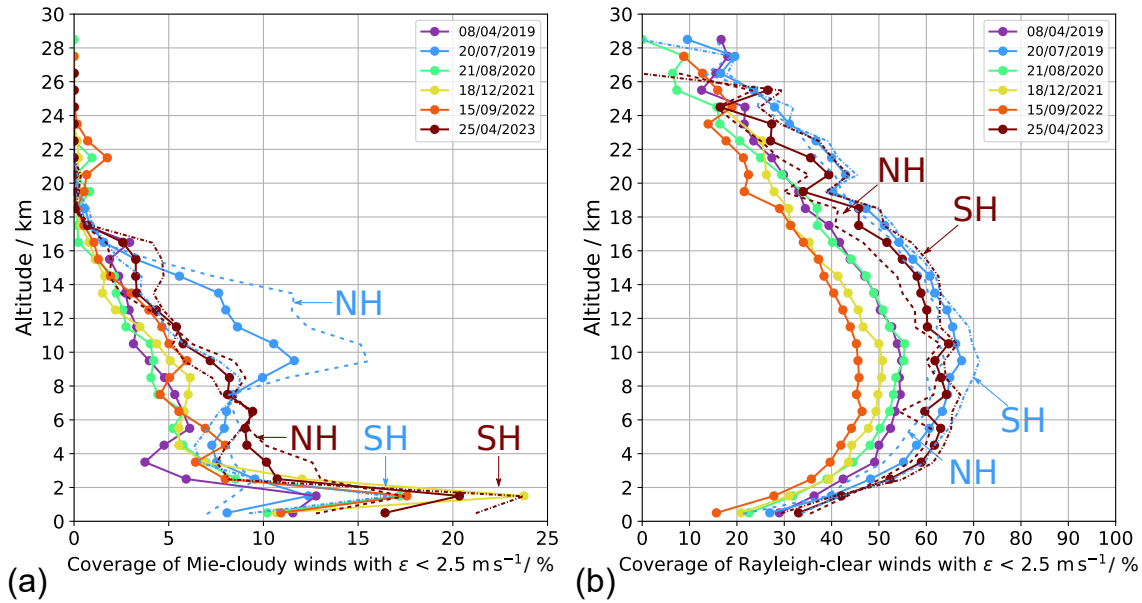 (a)
30
28
26
24
22
20
18
16
14
12
10
8
6
4
2
0
Altitude / km
08/04/2019
20/07/2019
21/08/2020
18/12/2021
15/09/2022
25/04/2023
NH
NH
SH
SH
0 5 10 15 20 25
Coverage of Mie-cloudy winds with ε < 2.5 m s⁻¹/ %
(b)
30
28
26
24
22
20
18
16
14
12
10
8
6
4
2
0
Altitude / km
08/04/2019
20/07/2019
21/08/2020
18/12/2021
15/09/2022
25/04/2023
NH
SH
SH
NH
0 10 20 30 40 50 60 70 80 90 100
Coverage of Rayleigh-clear winds with ε < 2.5 m s⁻¹/ %